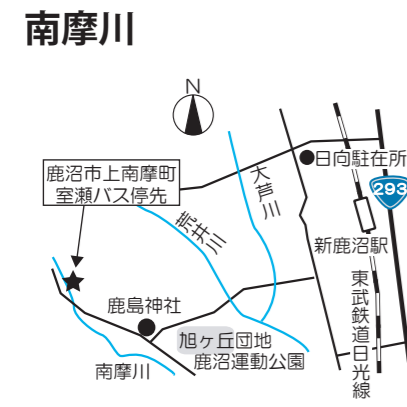 南摩川
N
鹿沼市上南摩町
室瀬バス停先
日向駐在所
293
大芦川
荒井川
新鹿沼駅
東武鉄道日光線
鹿島神社
旭ヶ丘団地
鹿沼運動公園
南摩川